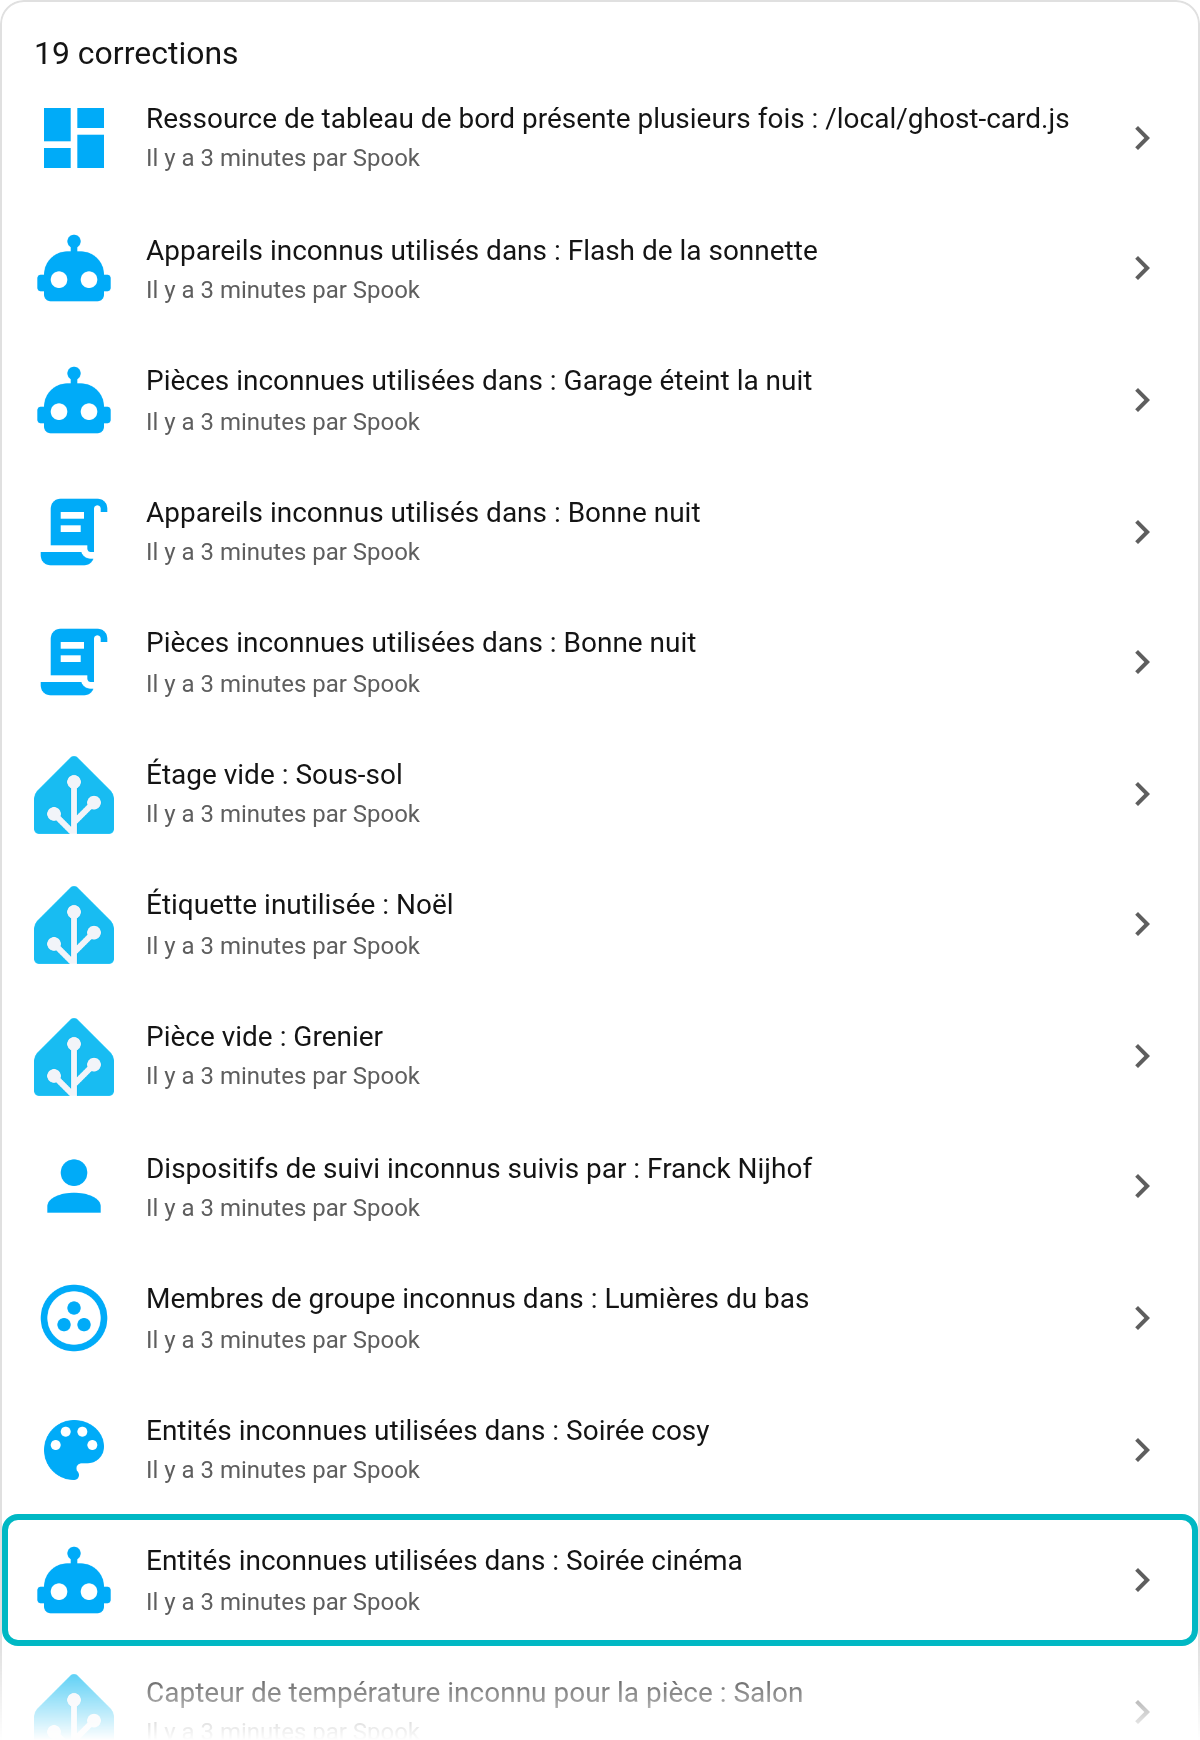 19 corrections
Ressource de tableau de bord présente plusieurs fois : /local/ghost-card.js
Il y a 3 minutes par Spook
Appareils inconnus utilisés dans : Flash de la sonnette
Il y a 3 minutes par Spook
Pièces inconnues utilisées dans : Garage éteint la nuit
Il y a 3 minutes par Spook
Appareils inconnus utilisés dans : Bonne nuit
Il y a 3 minutes par Spook
Pièces inconnues utilisées dans : Bonne nuit
Il y a 3 minutes par Spook
Étage vide : Sous-sol
Il y a 3 minutes par Spook
Étiquette inutilisée : Noël
Il y a 3 minutes par Spook
Pièce vide : Grenier
Il y a 3 minutes par Spook
Dispositifs de suivi inconnus suivis par : Franck Nijhof
Il y a 3 minutes par Spook
Membres de groupe inconnus dans : Lumières du bas
Il y a 3 minutes par Spook
Entités inconnues utilisées dans : Soirée cosy
Il y a 3 minutes par Spook
Entités inconnues utilisées dans : Soirée cinéma
Il y a 3 minutes par Spook
Capteur de température inconnu pour la pièce : Salon
Il y a 3 minutes par Spook